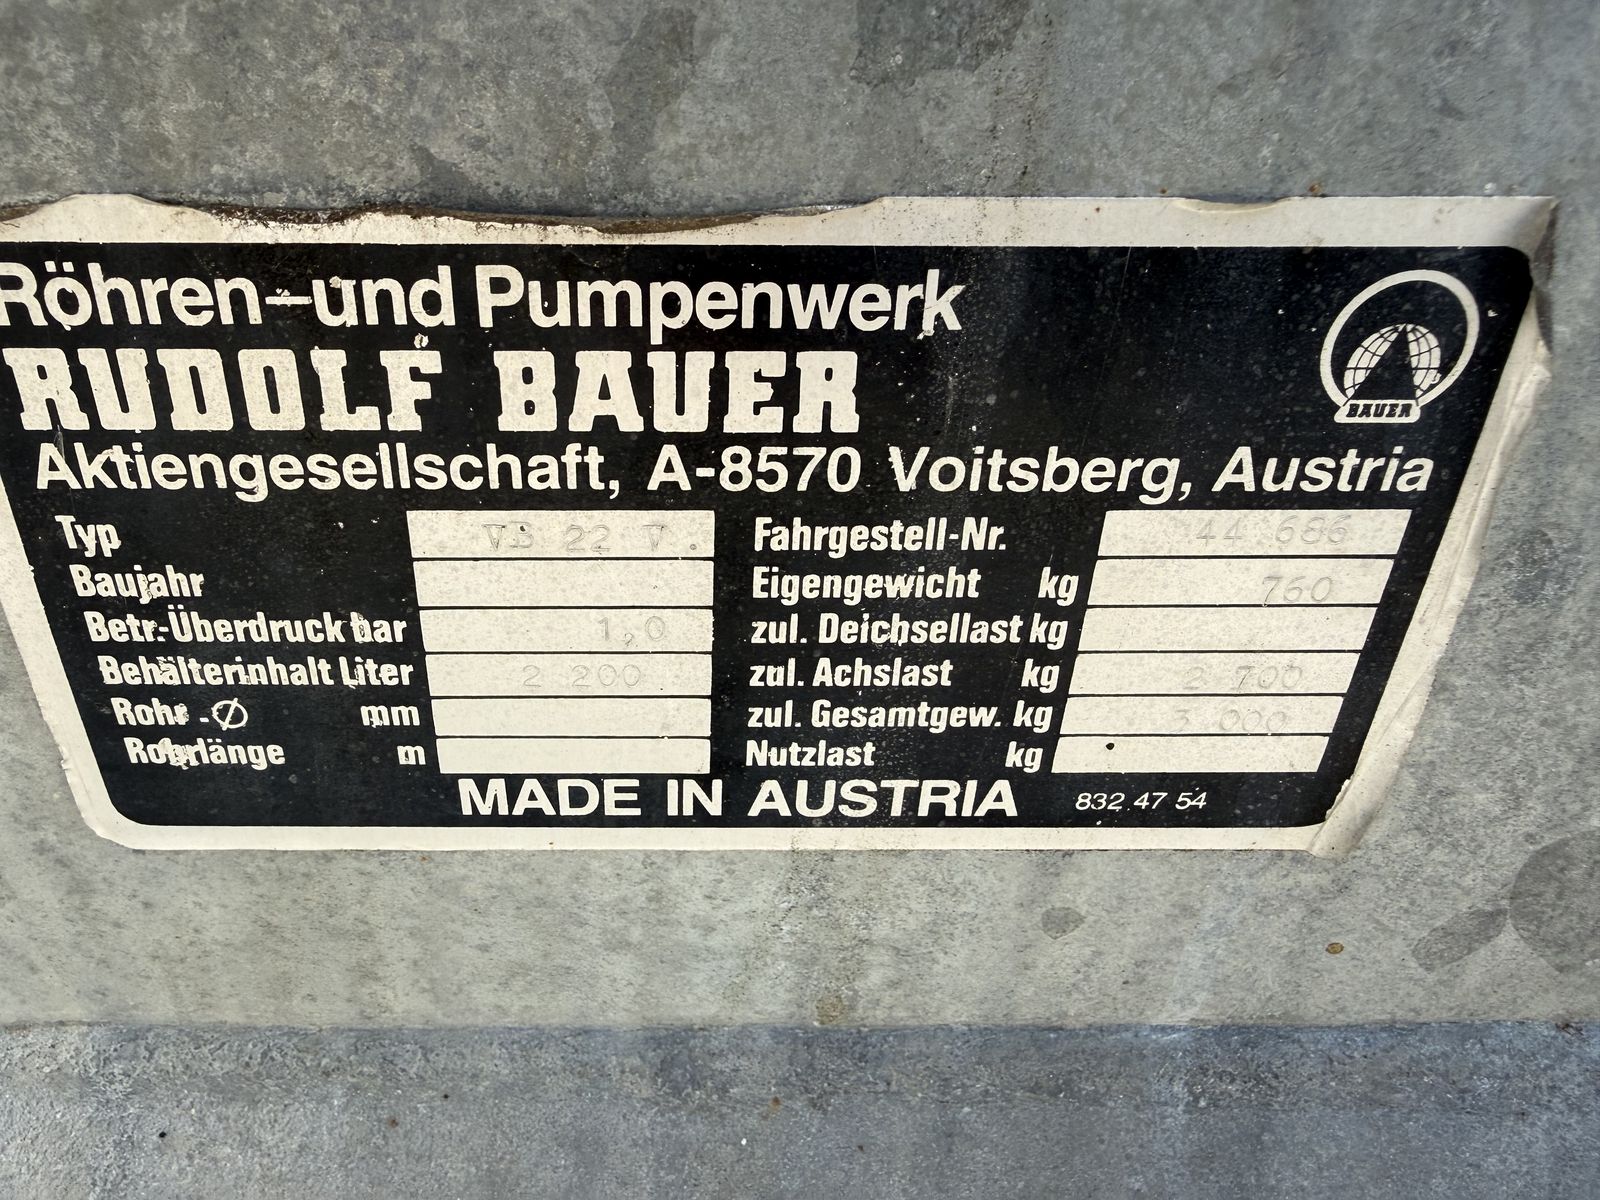 Röhren-und Pumpenwerk
RUDOLF BAUER
BAUER
Aktiengesellschaft, A-8570 Voitsberg, Austria
Typ VB 22 V. Fahrgestell-Nr. 44 686
Baujahr Eigengewicht kg 760
Betr.-Überdruck bar 1,0 zul. Deichsellast kg
Behälterinhalt Liter 2 200 zul. Achslast kg 2 700
Rohr -Ø mm zul. Gesamtgew. kg 3 000
Rohrlänge m Nutzlast kg
MADE IN AUSTRIA 832 47 54